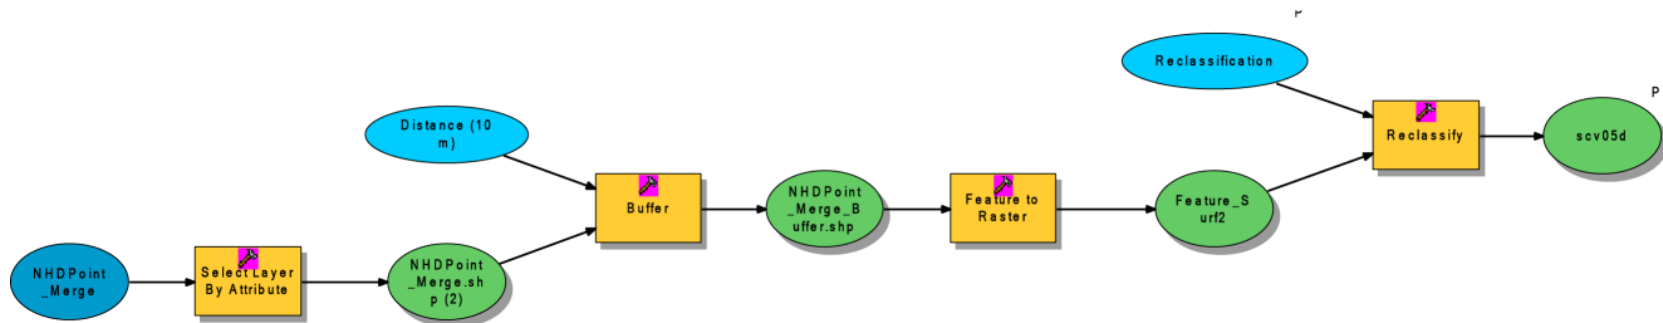 P
Reclassification
P
Reclassify
scv05d
Distance (10
m)
Buffer
NHDPoint
_Merge_B
uffer.shp
Feature to
Raster
Feature_S
urf2
NHDPoint
_Merge
Select Layer
By Attribute
NHDPoint
_Merge.sh
p (2)